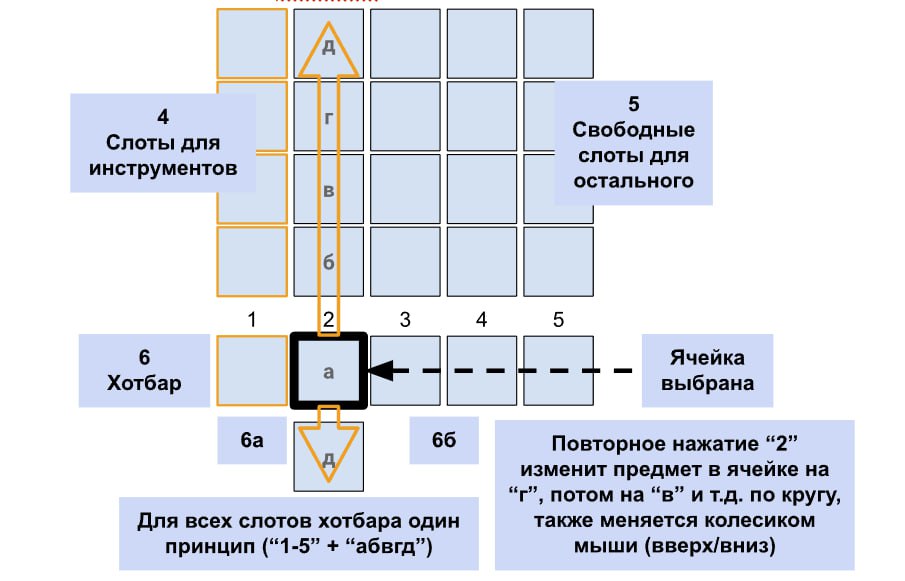 д
4
Слоты для
инструментов
г
5
Свободные
слоты для
остального
в
б
1 2 3 4 5
6
Хотбар
а
Ячейка
выбрана
6а
д
6б
Для всех слотов хотбара один
принцип (“1-5” + “абвгд”)
Повторное нажатие “2”
изменит предмет в ячейке на
“г”, потом на “в” и т.д. по кругу,
также меняется колесиком
мыши (вверх/вниз)